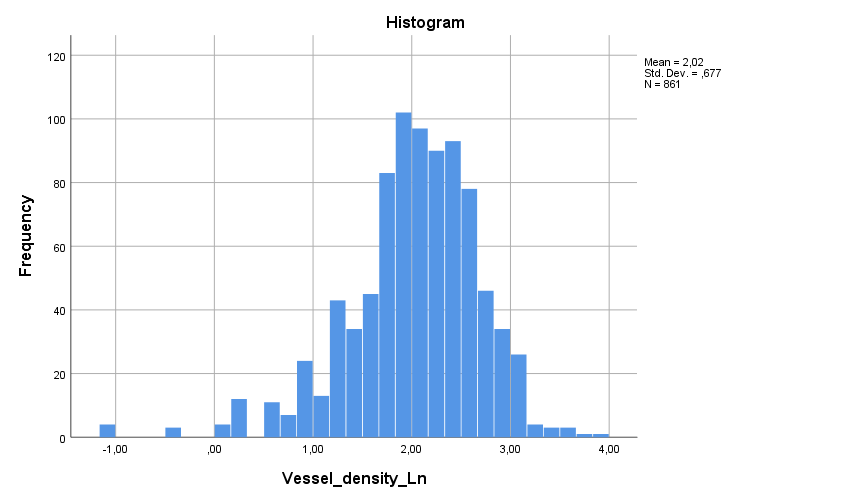 Histogram
Mean = 2,02
Std. Dev. = ,677
N = 861
120
100
80
60
40
20
0
Frequency
-1,00 ,00 1,00 2,00 3,00 4,00
Vessel_density_Ln